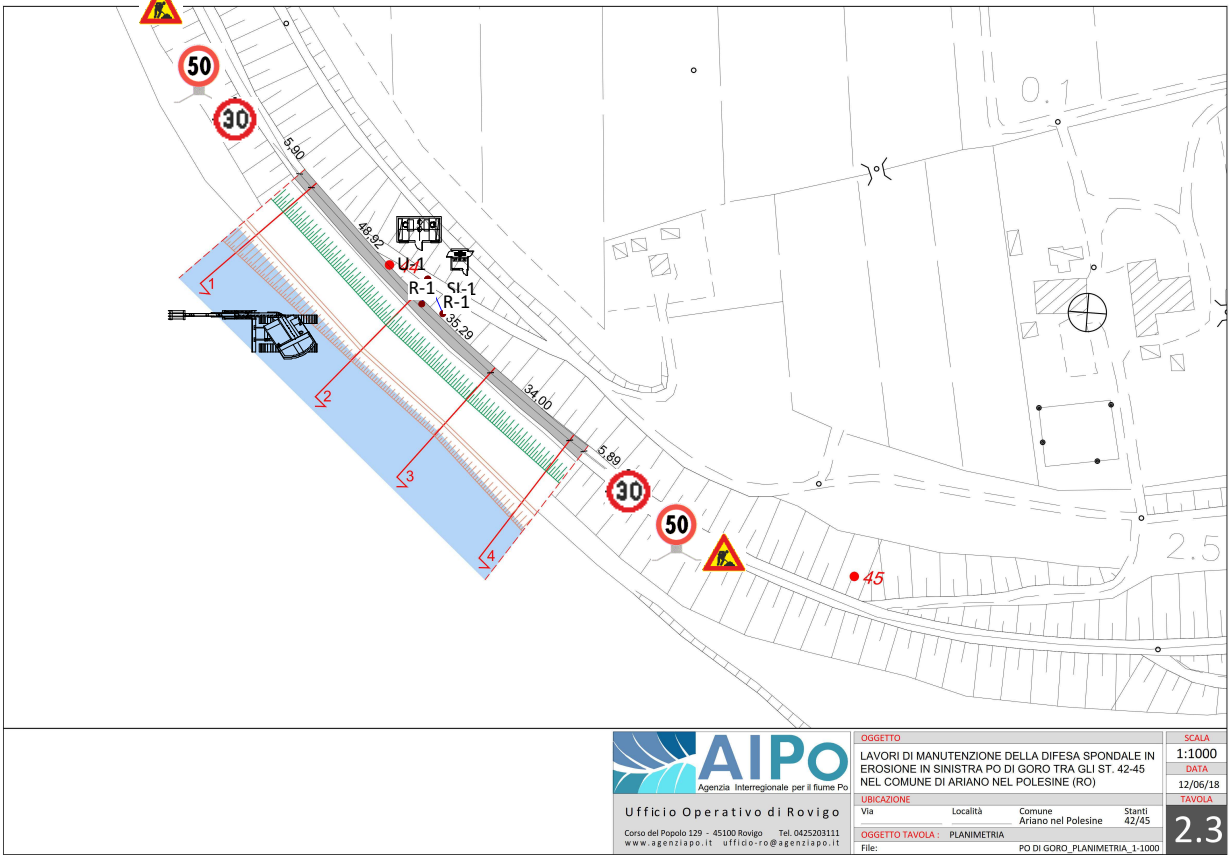 50
30
0.1
5,90
48,92
44
U-1
R-1
SI-1
R-1
35,29
1
2
34,00
3
5,89
4
30
50
45
2.5
AIPo
Agenzia Interregionale per il fiume Po
Ufficio Operativo di Rovigo
Corso del Popolo 129 - 45100 Rovigo Tel. 0425203111
www.agenziapo.it ufficio-ro@agenziapo.it
OGGETTO
LAVORI DI MANUTENZIONE DELLA DIFESA SPONDALE IN
EROSIONE IN SINISTRA PO DI GORO TRA GLI ST. 42-45
NEL COMUNE DI ARIANO NEL POLESINE (RO)
UBICAZIONE
Via Località Comune Stanti
Ariano nel Polesine 42/45
OGGETTO TAVOLA : PLANIMETRIA
File: PO DI GORO_PLANIMETRIA_1-1000
SCALA
1:1000
DATA
12/06/18
TAVOLA
2.3